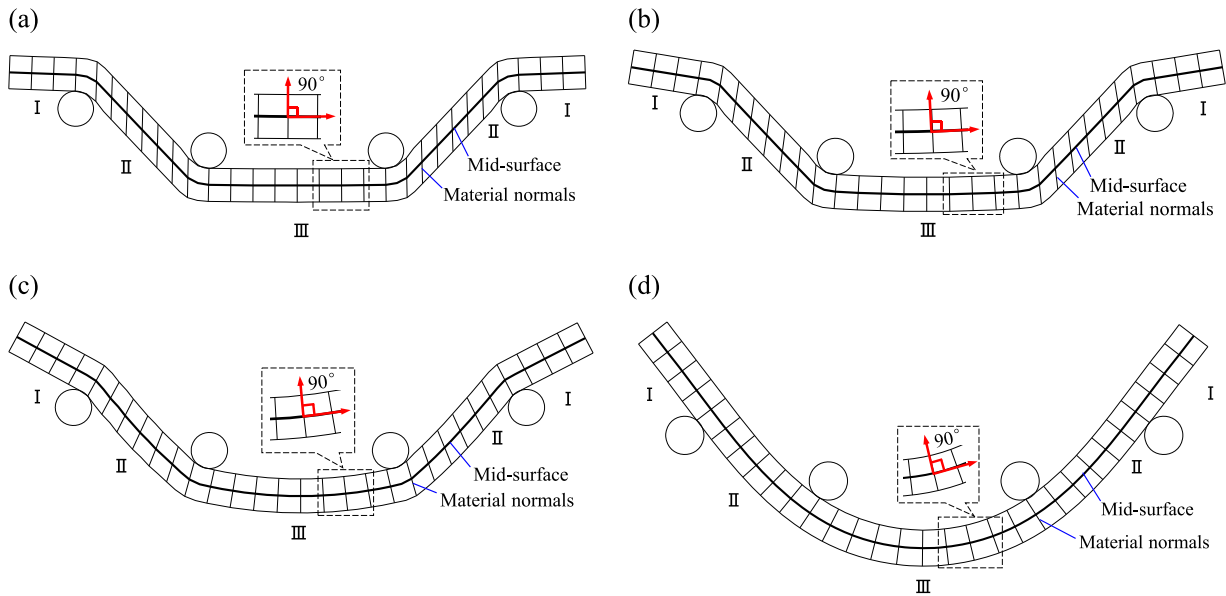 (a)
90°
I
I
II
II
Mid-surface
Material normals
III
(b)
90°
I
I
II
II
Mid-surface
Material normals
III
(c)
90°
I
I
II
II
Mid-surface
Material normals
III
(d)
90°
I
I
II
II
Mid-surface
Material normals
III